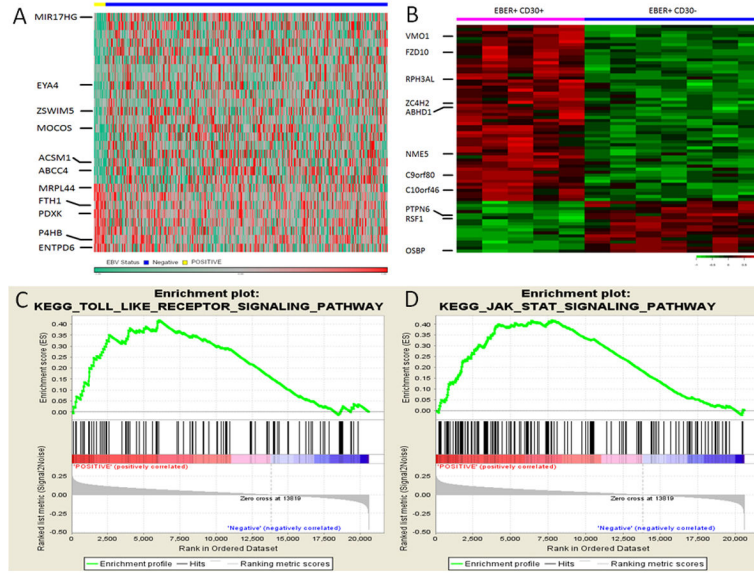 A
MIR17HG
EYA4
ZSWIM5
MOCOS
ACSM1
ABCC4
MRPL44
FTH1
PDXK
P4HB
ENTPD6
EBV Status Negative POSITIVE
B
EBER+ CD30+ EBER+ CD30-
VMO1
FZD10
RPH3AL
ZC4H2
ABHD1
NME5
C9orf80
C10orf46
PTPN6
RSF1
OSBP
C
Enrichment plot:
KEGG_TOLL_LIKE_RECEPTOR_SIGNALING_PATHWAY
Enrichment score (ES)
0.40
0.35
0.30
0.25
0.20
0.15
0.10
0.05
0.00
'POSITIVE' (positively correlated)
Ranked list metric (Signal2Noise)
0.25
0.00
-0.25
-0.50
Zero cross at 13819
'Negative' (negatively correlated)
0 2,500 5,000 7,500 10,000 12,500 15,000 17,500 20,000
Rank in Ordered Dataset
Enrichment profile Hits Ranking metric scores
D
Enrichment plot:
KEGG_JAK_STAT_SIGNALING_PATHWAY
Enrichment score (ES)
0.40
0.35
0.30
0.25
0.20
0.15
0.10
0.05
0.00
'POSITIVE' (positively correlated)
Ranked list metric (Signal2Noise)
0.25
0.00
-0.25
-0.50
Zero cross at 13819
'Negative' (negatively correlated)
0 2,500 5,000 7,500 10,000 12,500 15,000 17,500 20,000
Rank in Ordered Dataset
Enrichment profile Hits Ranking metric scores